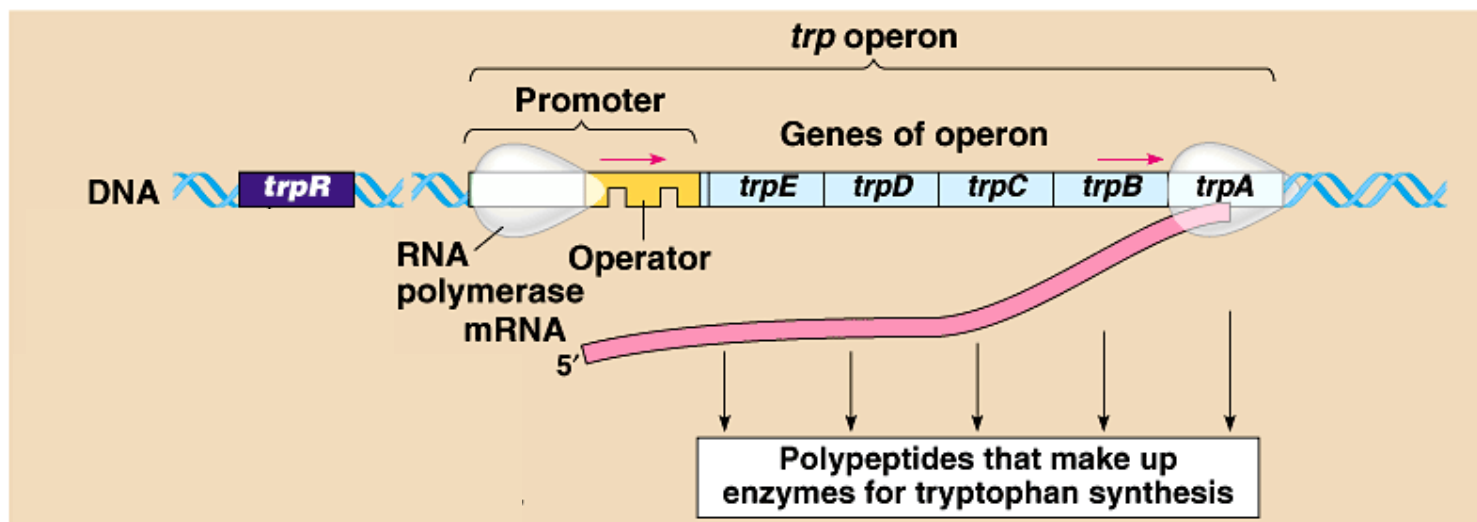 trp operon
Promoter
Genes of operon
DNA
trpR
trpE
trpD
trpC
trpB
trpA
RNA
polymerase
Operator
mRNA
5′
Polypeptides that make up
enzymes for tryptophan synthesis